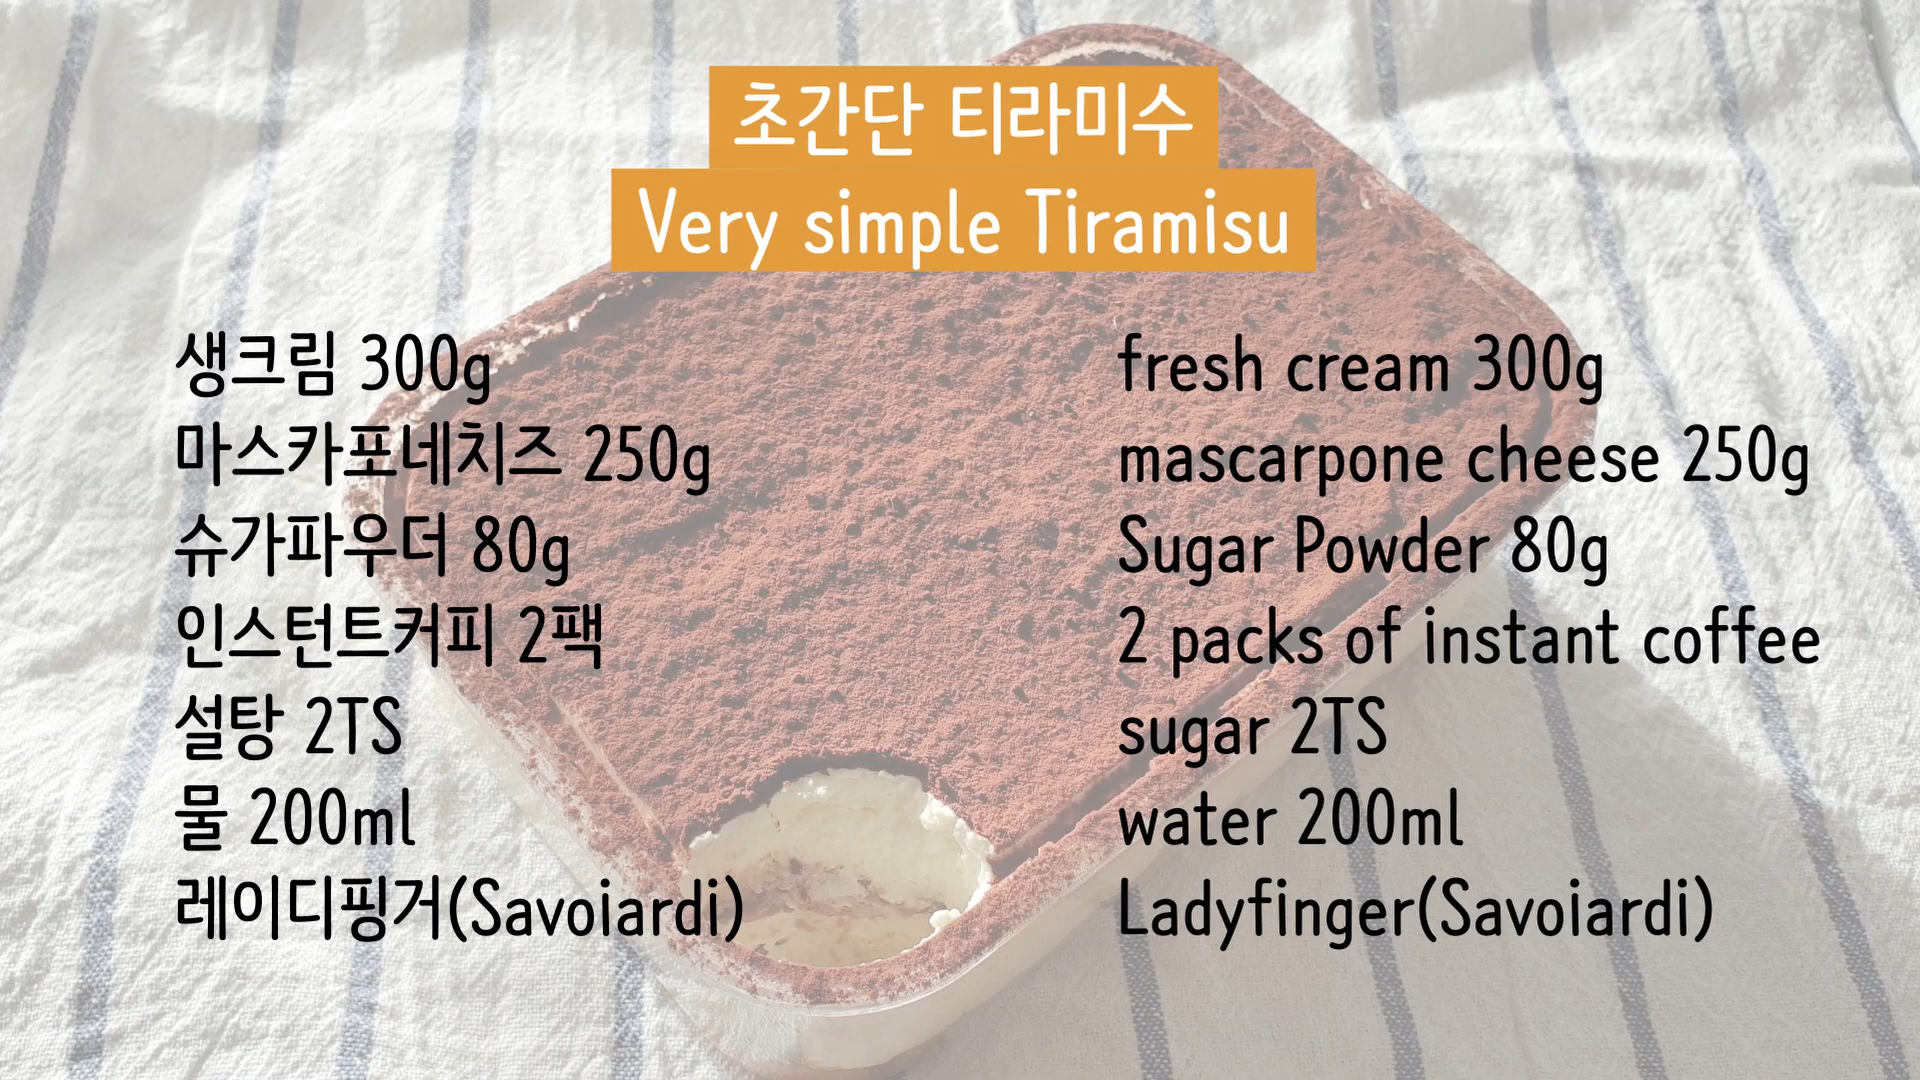 초간단 티라미수
Very simple Tiramisu
생크림 300g
마스카포네치즈 250g
슈가파우더 80g
인스턴트커피 2팩
설탕 2TS
물 200ml
레이디핑거(Savoiardi)
fresh cream 300g
mascarpone cheese 250g
Sugar Powder 80g
2 packs of instant coffee
sugar 2TS
water 200ml
Ladyfinger(Savoiardi)